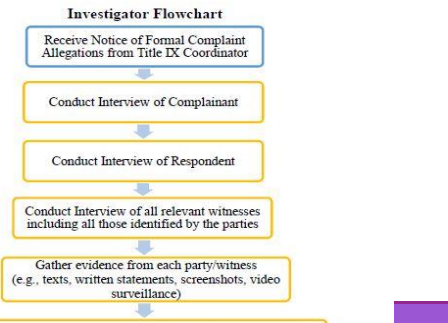 Investigator Flowchart
Receive Notice of Formal Complaint
Allegations from Title IX Coordinator
Conduct Interview of Complainant
Conduct Interview of Respondent
Conduct Interview of all relevant witnesses
including all those identified by the parties
Gather evidence from each party/witness
(e.g., texts, written statements, screenshots, video
surveillance)